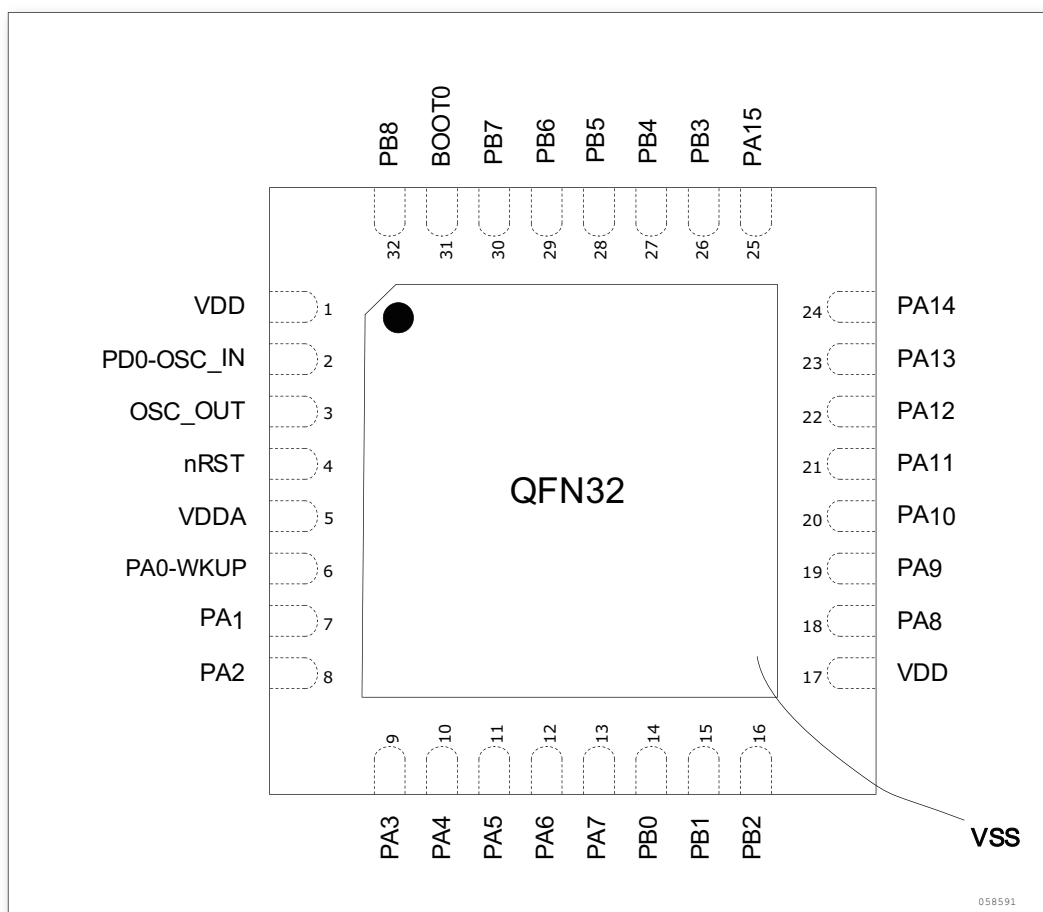 PB8
BOOT0
PB7
PB6
PB5
PB4
PB3
PA15
32
31
30
29
28
27
26
25
VDD 1
PD0-OSC_IN 2
OSC_OUT 3
nRST 4
VDDA 5
PA0-WKUP 6
PA1 7
PA2 8
QFN32
24 PA14
23 PA13
22 PA12
21 PA11
20 PA10
19 PA9
18 PA8
17 VDD
9
10
11
12
13
14
15
16
PA3
PA4
PA5
PA6
PA7
PB0
PB1
PB2
VSS
058591